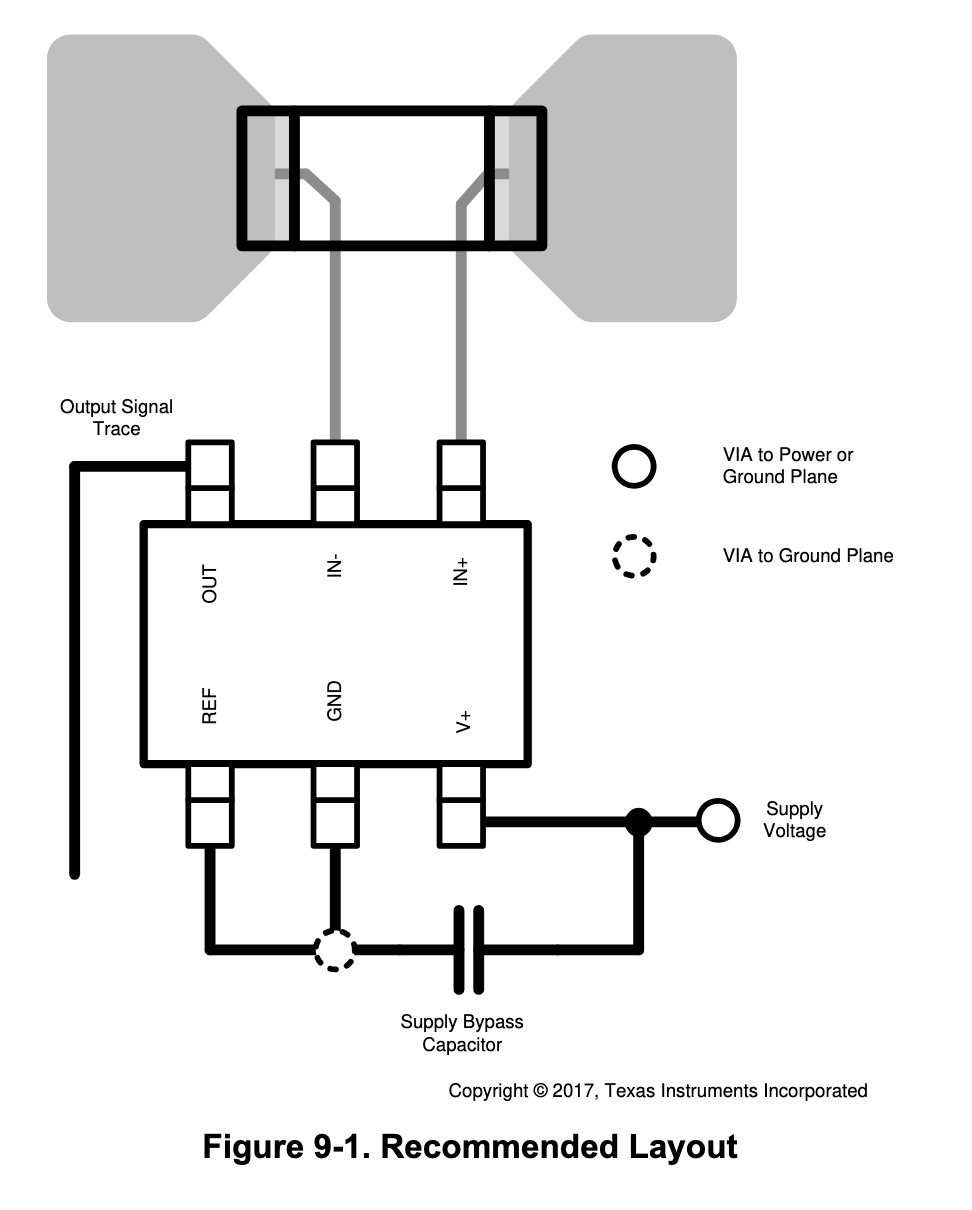 Output Signal
Trace
VIA to Power or
Ground Plane
VIA to Ground Plane
OUT
IN-
IN+
REF
GND
V+
Supply
Voltage
Supply Bypass
Capacitor
Copyright © 2017, Texas Instruments Incorporated
Figure 9-1. Recommended Layout